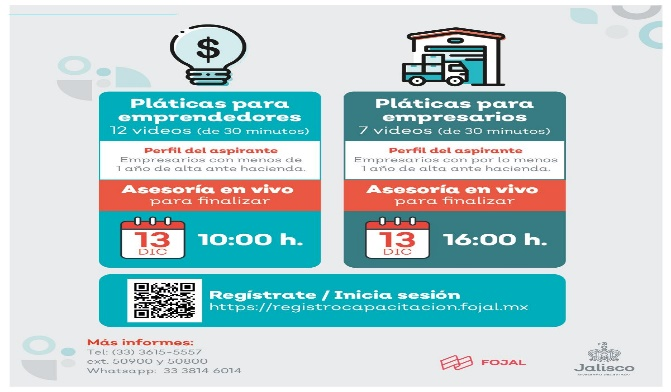 $
Pláticas para
emprendedores
12 videos (de 30 minutos)
Perfil del aspirante
Empresarios con menos de
1 año de alta ante hacienda.
Asesoría en vivo
para finalizar
13
DIC
10:00 h.
Pláticas para
empresarios
7 videos (de 30 minutos)
Perfil del aspirante
Empresarios con por lo menos
1 año de alta ante hacienda.
Asesoría en vivo
para finalizar
13
DIC
16:00 h.
Regístrate / Inicia sesión
https://registrocapacitacion.fojal.mx
Más informes:
Tel: (33) 3615-5557
ext. 50900 y 50800
Whatsapp: 33 3814 6014
FOJAL
Jalisco